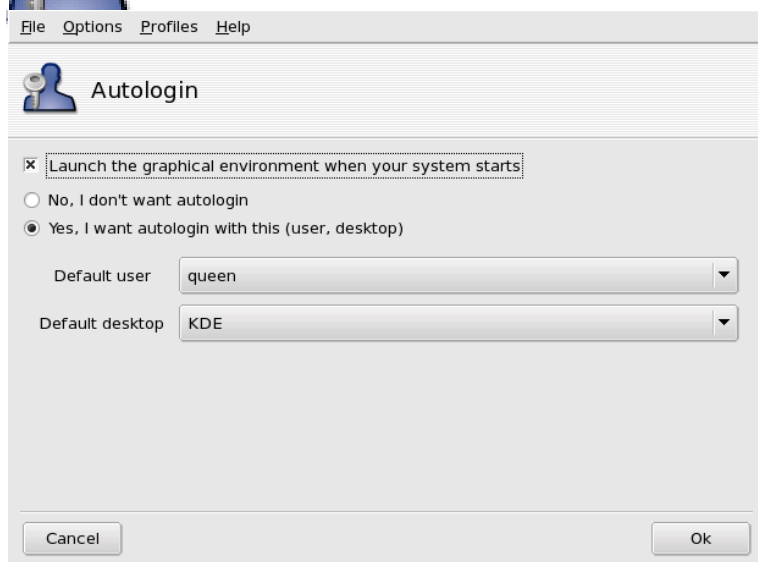 File Options Profiles Help
Autologin
Launch the graphical environment when your system starts
No, I don't want autologin
Yes, I want autologin with this (user, desktop)
Default user queen
Default desktop KDE
Cancel Ok